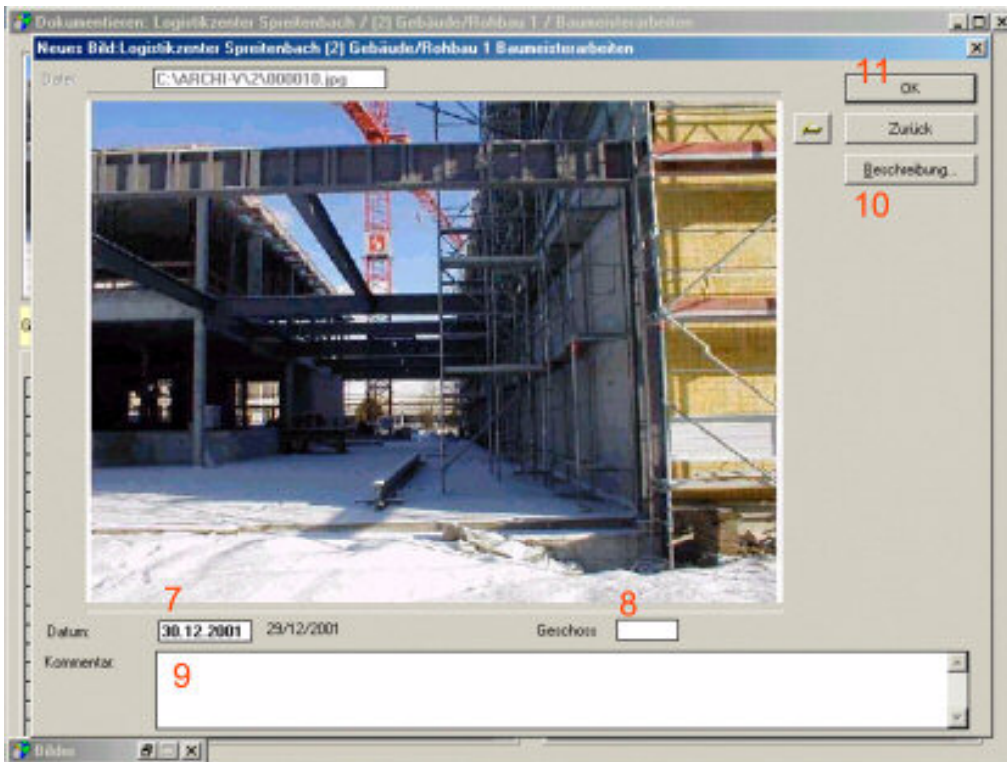 Dokumentieren: Logistikzenter Spreitenbach / (2) Gebäude/Rohbau 1 / Baumeisterarbeiten
Neues Bild:Logistikzenter Spreitenbach (2) Gebäude/Rohbau 1 Baumeisterarbeiten
Datei: C:\ARCHI-V\2\000010.jpg
11
OK
Zurück
Beschreibung...
10
G
7
8
Datum: 30.12.2001 29/12/2001 Geschoss
Kommentar:
9
Bilder